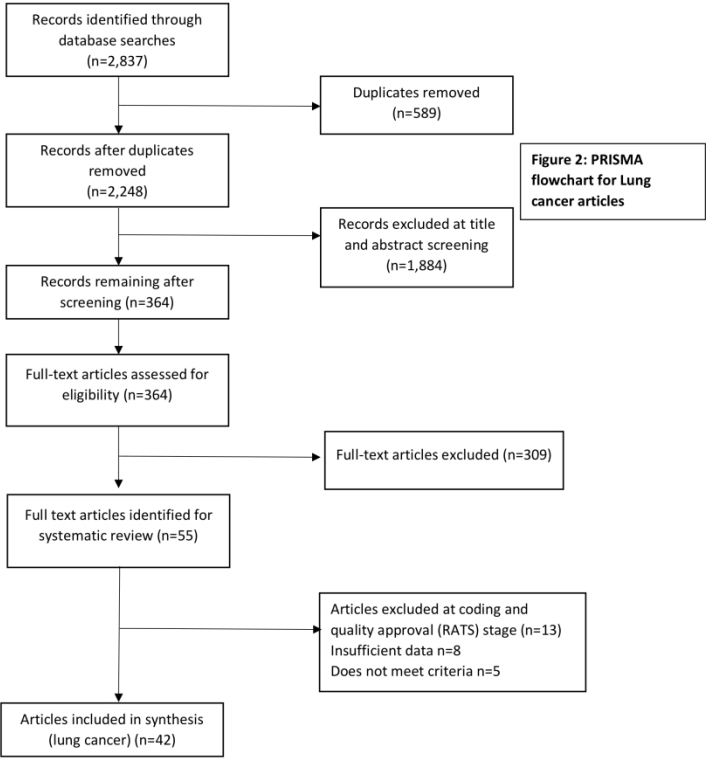 Records identified through
database searches
(n=2,837)
Duplicates removed
(n=589)
Records after duplicates
removed
(n=2,248)
Figure 2: PRISMA
flowchart for Lung
cancer articles
Records excluded at title
and abstract screening
(n=1,884)
Records remaining after
screening (n=364)
Full-text articles assessed for
eligibility (n=364)
Full-text articles excluded (n=309)
Full text articles identified for
systematic review (n=55)
Articles excluded at coding and
quality approval (RATS) stage (n=13)
Insufficient data n=8
Does not meet criteria n=5
Articles included in synthesis
(lung cancer) (n=42)